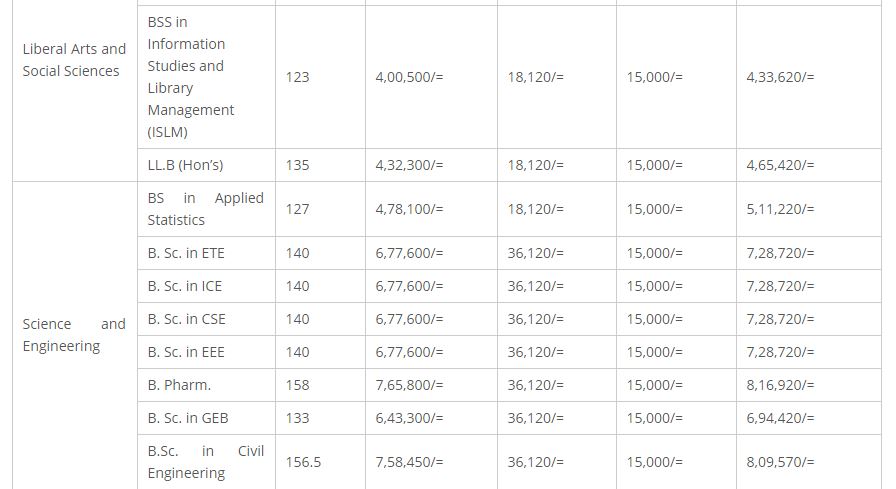 Liberal Arts and
Social Sciences
BSS in
Information
Studies and
Library
Management
(ISLM)
123 4,00,500/= 18,120/= 15,000/= 4,33,620/=
LL.B (Hon’s) 135 4,32,300/= 18,120/= 15,000/= 4,65,420/=
Science and
Engineering
BS in Applied
Statistics
127 4,78,100/= 18,120/= 15,000/= 5,11,220/=
B. Sc. in ETE 140 6,77,600/= 36,120/= 15,000/= 7,28,720/=
B. Sc. in ICE 140 6,77,600/= 36,120/= 15,000/= 7,28,720/=
B. Sc. in CSE 140 6,77,600/= 36,120/= 15,000/= 7,28,720/=
B. Sc. in EEE 140 6,77,600/= 36,120/= 15,000/= 7,28,720/=
B. Pharm. 158 7,65,800/= 36,120/= 15,000/= 8,16,920/=
B. Sc. in GEB 133 6,43,300/= 36,120/= 15,000/= 6,94,420/=
B.Sc. in Civil
Engineering
156.5 7,58,450/= 36,120/= 15,000/= 8,09,570/=